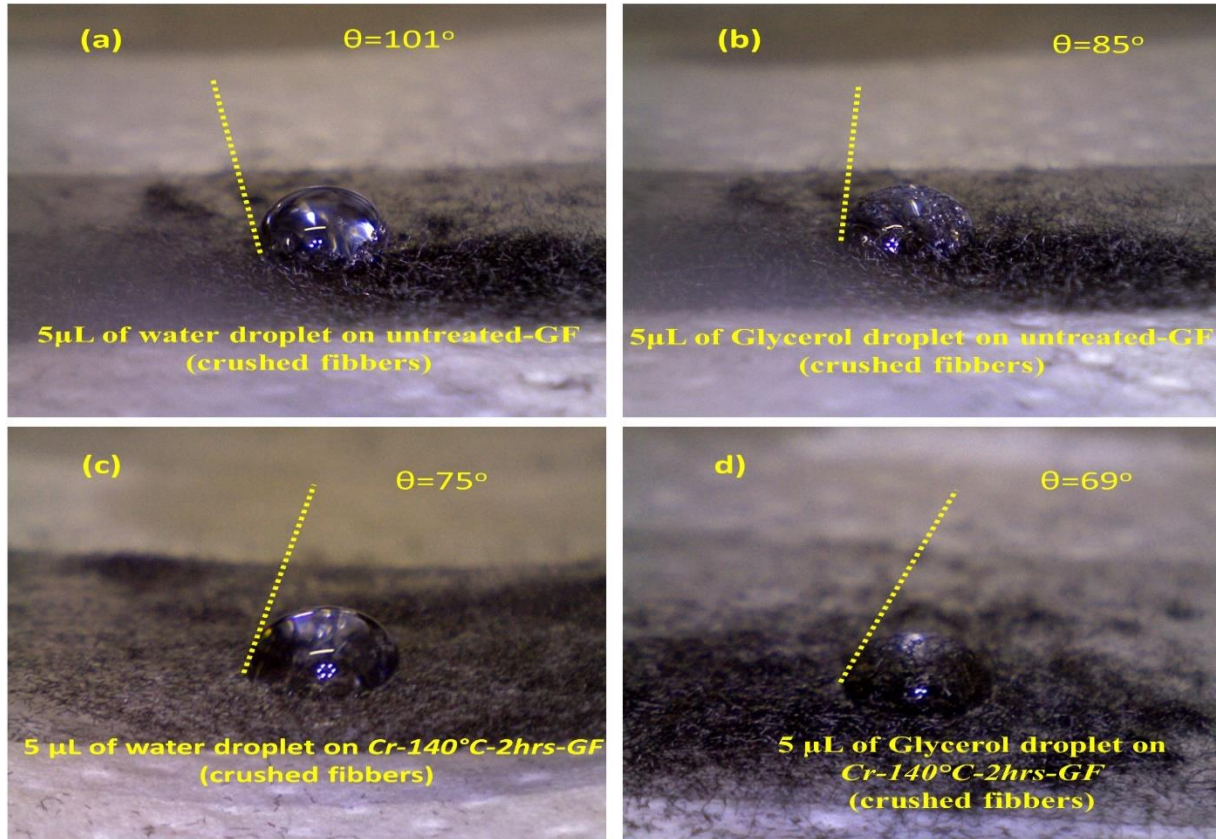 (a)
θ=101°
5μL of water droplet on untreated-GF
(crushed fibbers)
(b)
θ=85°
5μL of Glycerol droplet on untreated-GF
(crushed fibbers)
(c)
θ=75°
5 μL of water droplet on Cr-140°C-2hrs-GF
(crushed fibbers)
d)
θ=69°
5 μL of Glycerol droplet on
Cr-140°C-2hrs-GF
(crushed fibbers)